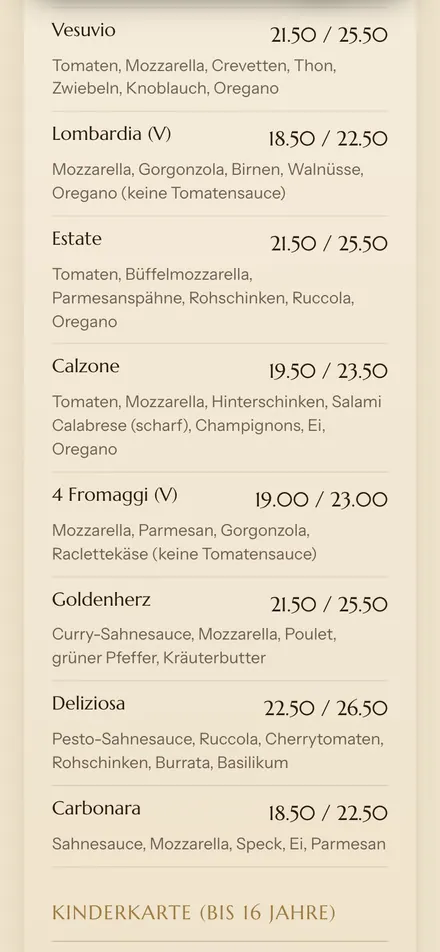 Vesuvio 21.50 / 25.50
Tomaten, Mozzarella, Crevetten, Thon,
Zwiebeln, Knoblauch, Oregano
Lombardia (V) 18.50 / 22.50
Mozzarella, Gorgonzola, Birnen, Walnüsse,
Oregano (keine Tomatensauce)
Estate 21.50 / 25.50
Tomaten, Büffelmozzarella,
Parmesanspähne, Rohschinken, Ruccola,
Oregano
Calzone 19.50 / 23.50
Tomaten, Mozzarella, Hinterschinken, Salami
Calabrese (scharf), Champignons, Ei,
Oregano
4 Fromaggi (V) 19.00 / 23.00
Mozzarella, Parmesan, Gorgonzola,
Raclettekäse (keine Tomatensauce)
Goldenherz 21.50 / 25.50
Curry-Sahnesauce, Mozzarella, Poulet,
grüner Pfeffer, Kräuterbutter
Deliziosa 22.50 / 26.50
Pesto-Sahnesauce, Ruccola, Cherrytomaten,
Rohschinken, Burrata, Basilikum
Carbonara 18.50 / 22.50
Sahnesauce, Mozzarella, Speck, Ei, Parmesan
KINDERKARTE (BIS 16 JAHRE)